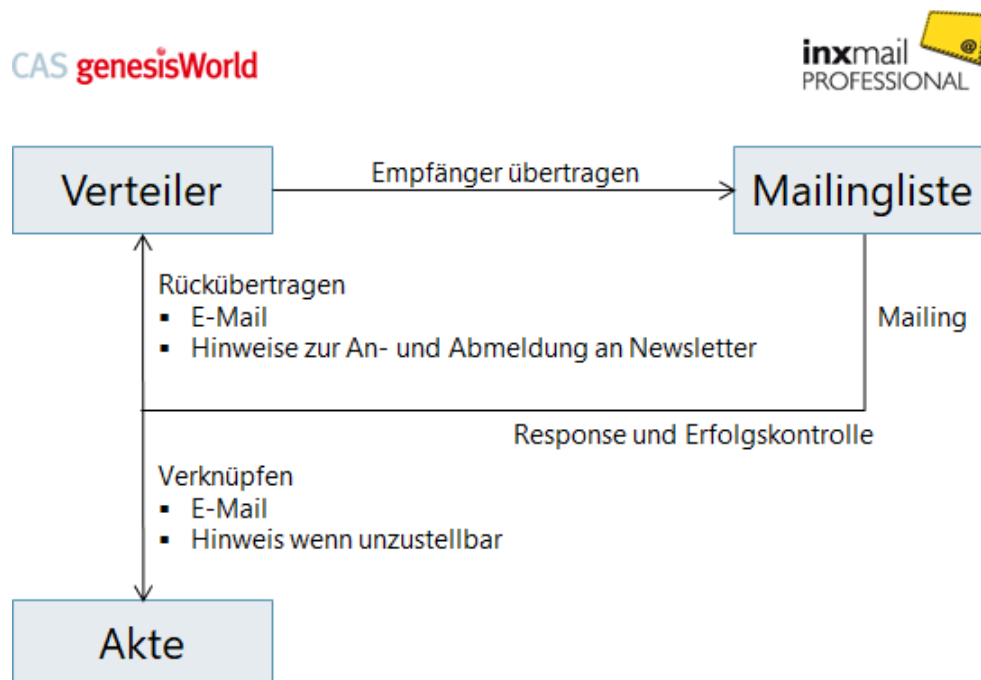 CAS genesisWorld
inxmail
PROFESSIONAL
@
Verteiler
Empfänger übertragen
Mailingliste
Rückübertragen
▪ E-Mail
▪ Hinweise zur An- und Abmeldung an Newsletter
Mailing
Response und Erfolgskontrolle
Verknüpfen
▪ E-Mail
▪ Hinweis wenn unzustellbar
Akte